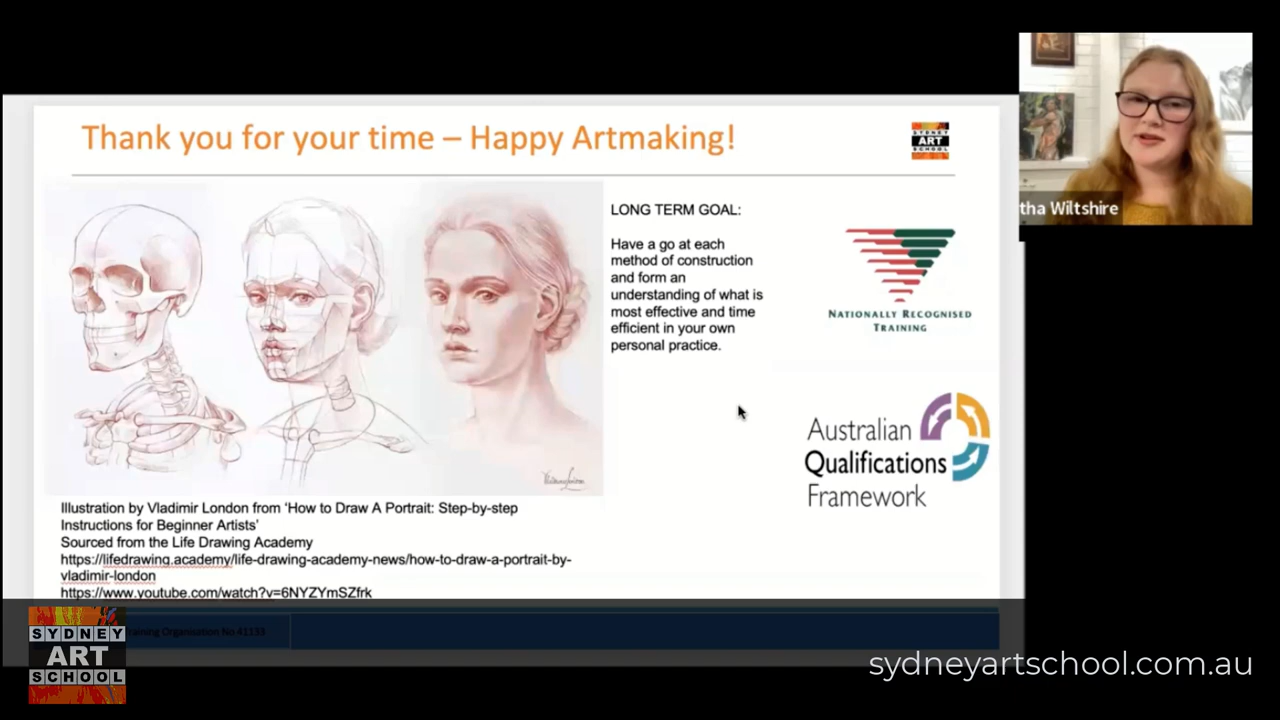 Thank you for your time – Happy Artmaking!
SYDNEY
ART
SCHOOL
LONG TERM GOAL:
Have a go at each
method of construction
and form an
understanding of what is
most effective and time
efficient in your own
personal practice.
tha Wiltshire
NATIONALLY RECOGNISED
TRAINING
Australian
Qualifications
Framework
Illustration by Vladimir London from ‘How to Draw A Portrait: Step-by-step
Instructions for Beginner Artists’
Sourced from the Life Drawing Academy
https://lifedrawing.academy/life-drawing-academy-news/how-to-draw-a-portrait-by-
vladimir-london
https://www.youtube.com/watch?v=6NYZYmSZfrk
Training Organisation No 41133
SYDNEY
ART
SCHOOL
sydneyartschool.com.au